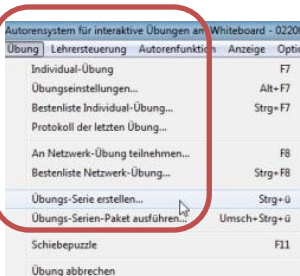 Autorensystem für interaktive Übungen am Whiteboard - 0220
Übung Lehrersteuerung Autorenfunktion Anzeige Opti
Individual-Übung F7
Übungseinstellungen... Alt+F7
Bestenliste Individual-Übung... Strg+F7
Protokoll der letzten Übung...
An Netzwerk-Übung teilnehmen... F8
Bestenliste Netzwerk-Übung... Strg+F8
Übungs-Serie erstellen... Strg+ü
Übungs-Serien-Paket ausführen... Umsch+Strg+ü
Schiebepuzzle F11
Übung abbrechen